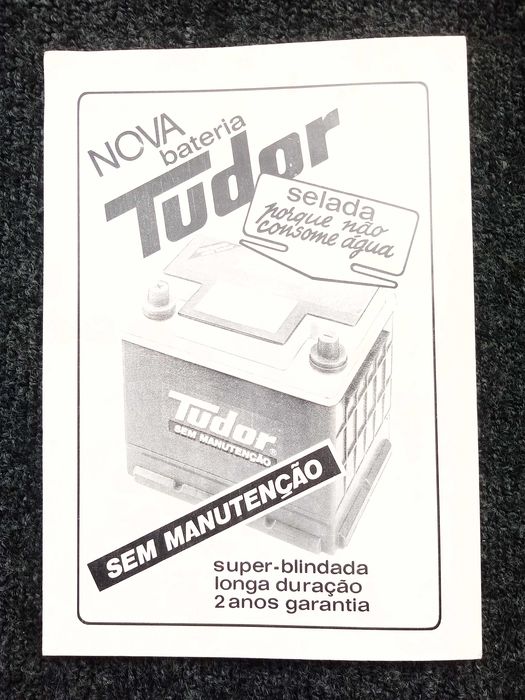 NOVA
bateria
Tudor
selada
porque não
consome água
Tudor
SEM MANUTENÇÃO
SEM MANUTENÇÃO
super-blindada
longa duração
2 anos garantia